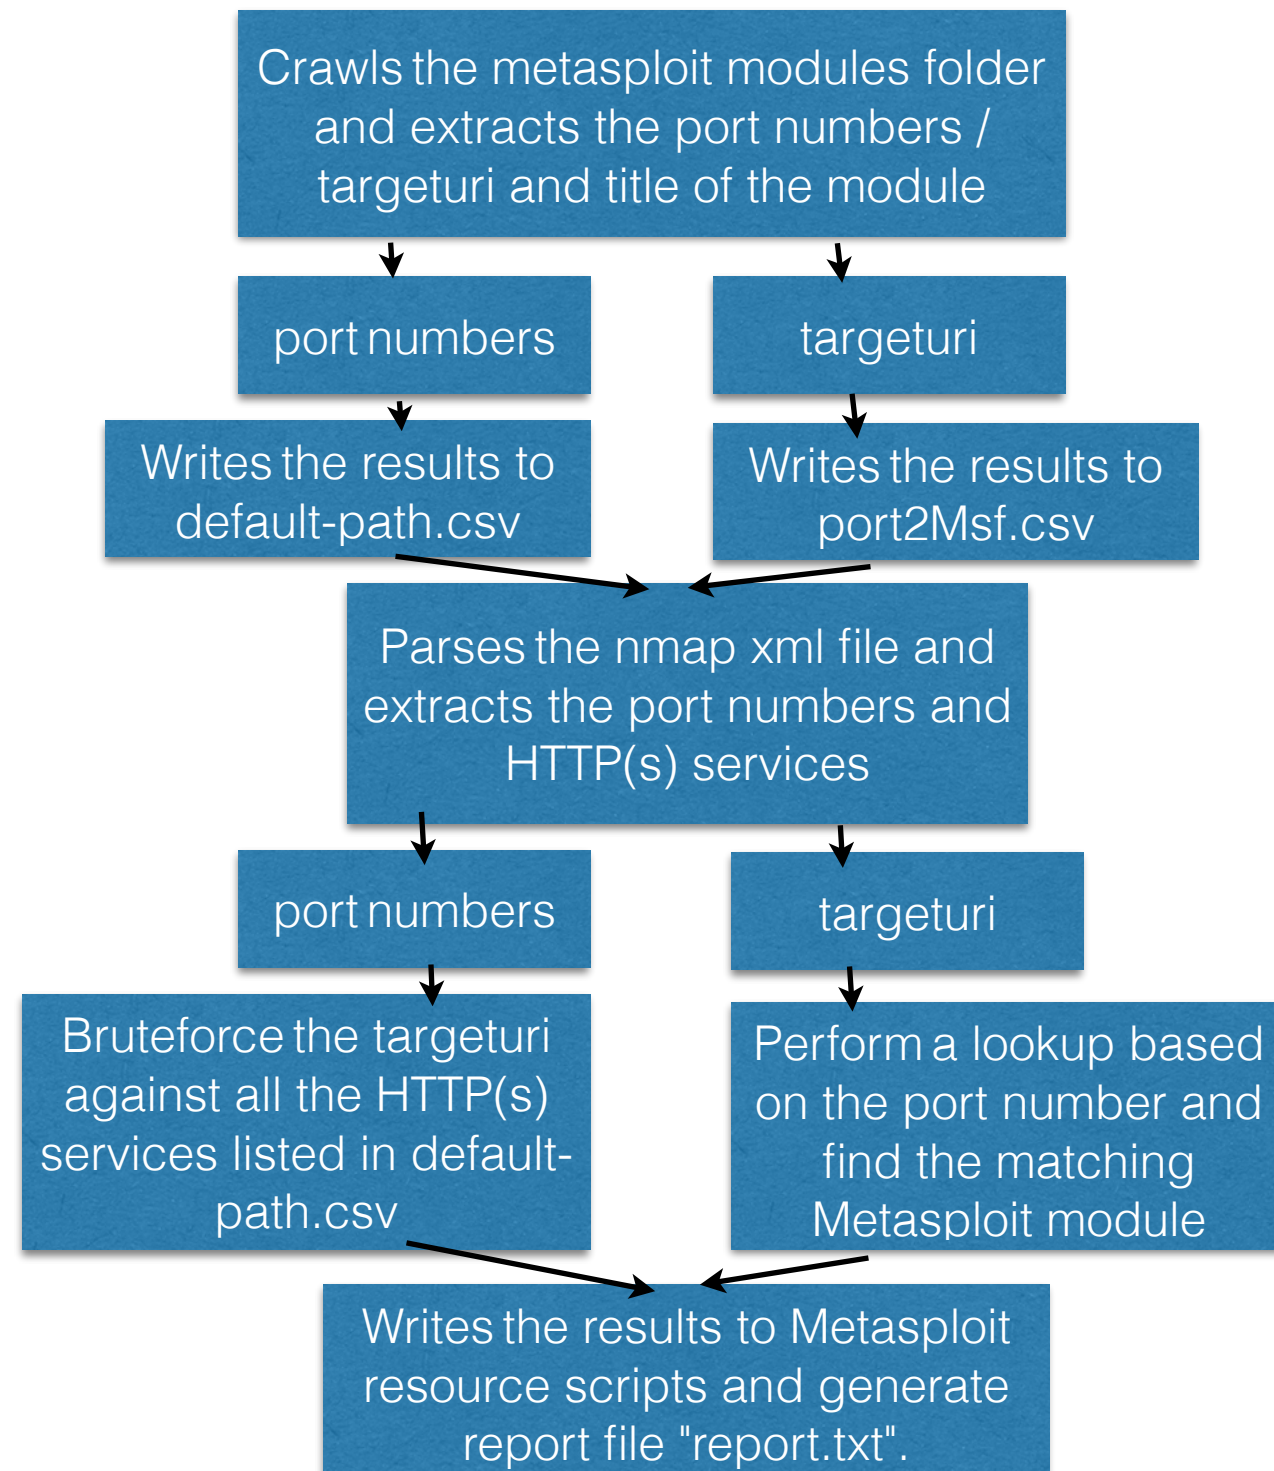 Crawls the metasploit modules folder
and extracts the port numbers /
targeturi and title of the module
port numbers
targeturi
Writes the results to
default-path.csv
Writes the results to
port2Msf.csv
Parses the nmap xml file and
extracts the port numbers and
HTTP(s) services
port numbers
targeturi
Bruteforce the targeturi
against all the HTTP(s)
services listed in default-
path.csv
Perform a lookup based
on the port number and
find the matching
Metasploit module
Writes the results to Metasploit
resource scripts and generate
report file "report.txt".